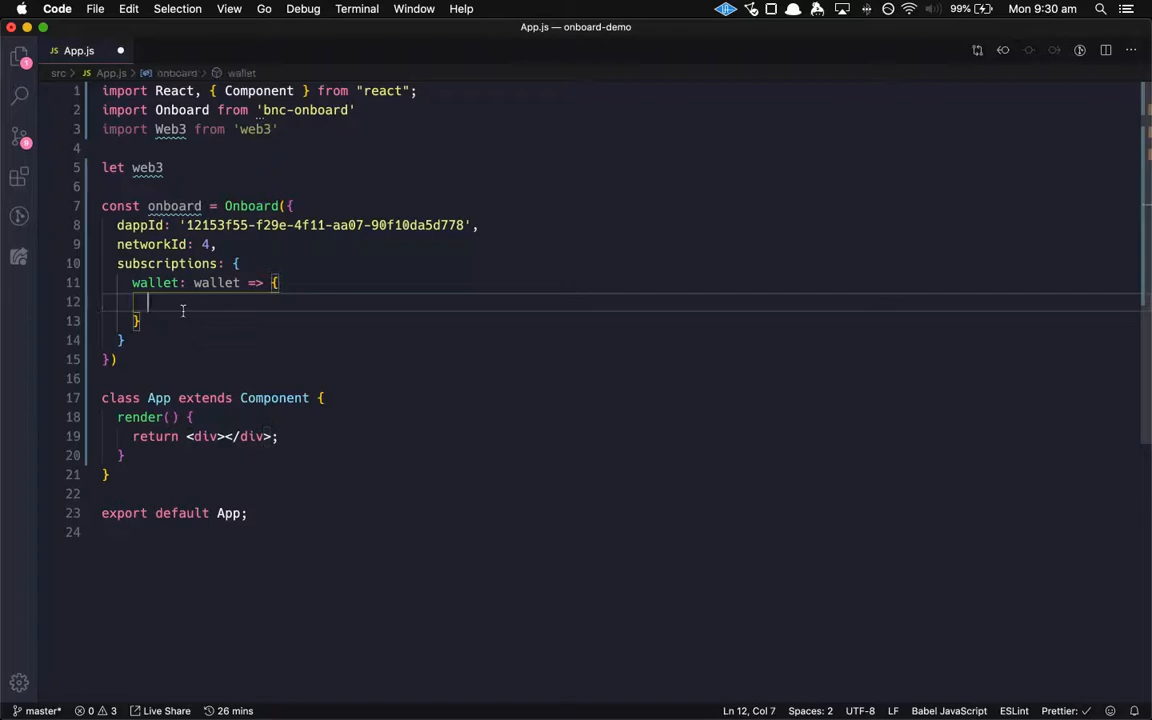 Code File Edit Selection View Go Debug Terminal Window Help 99% Mon 9:30 am
App.js — onboard-demo
JS App.js
src > JS App.js > onboard > wallet
1 import React, { Component } from "react";
2 import Onboard from 'bnc-onboard'
3 import Web3 from 'web3'
4
5 let web3
6
7 const onboard = Onboard({
8 dappId: '12153f55-f29e-4f11-aa07-90f10da5d778',
9 networkId: 4,
10 subscriptions: {
11 wallet: wallet => {
12
13 }
14 }
15 })
16
17 class App extends Component {
18 render() {
19 return <div></div>;
20 }
21 }
22
23 export default App;
24
1
9
master* 0 3 Live Share 26 mins Ln 12, Col 7 Spaces: 2 UTF-8 LF Babel JavaScript ESLint Prettier: ✓